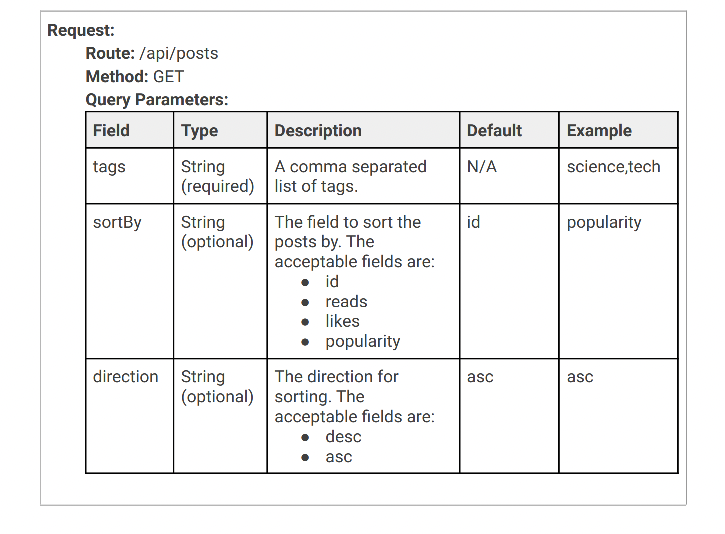 Request:
Route: /api/posts
Method: GET
Query Parameters:
Field Type Description Default Example
tags String (required) A comma separated list of tags. N/A science,tech
sortBy String (optional) The field to sort the posts by. The acceptable fields are: id popularity
● id
● reads
● likes
● popularity
direction String (optional) The direction for sorting. The acceptable fields are: asc asc
● desc
● asc